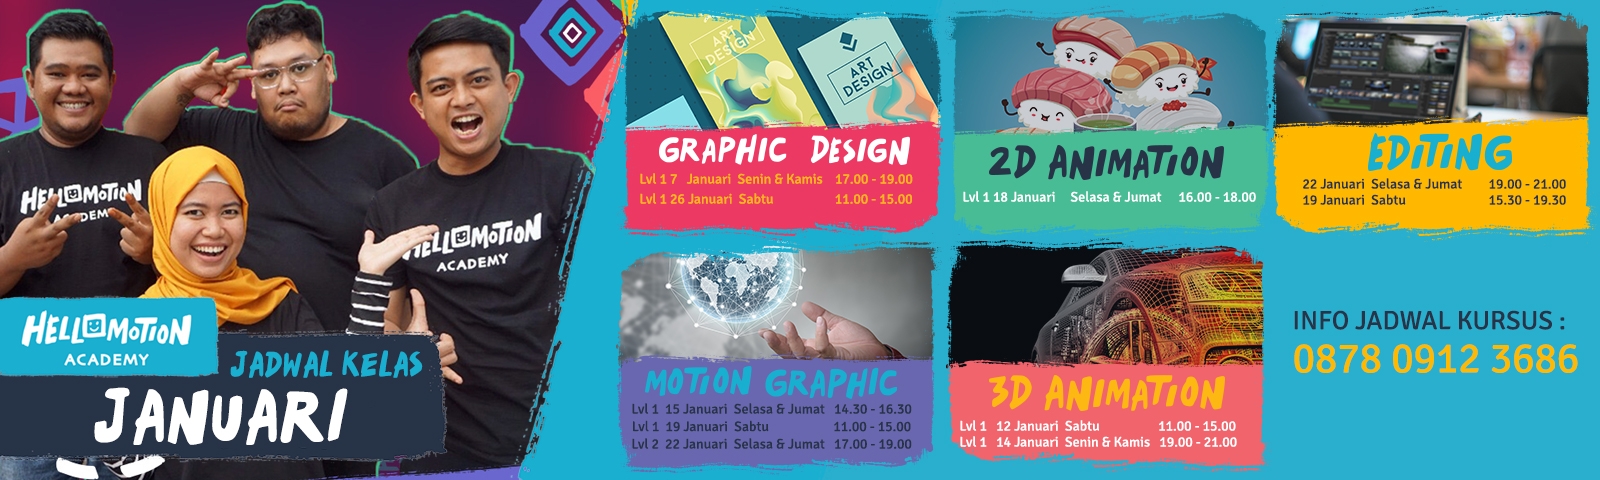 HELLOMOTION
ACADEMY
HELLOMOTION
ACADEMY
HELLOMOTION
ACADEMY
JADWAL KELAS
JANUARI
ART
DESIGN
ART
DESIGN
GRAPHIC DESIGN
Lvl 1 7 Januari Senin & Kamis 17.00 - 19.00
Lvl 1 26 Januari Sabtu 11.00 - 15.00
2D ANIMATION
Lvl 1 18 Januari Selasa & Jumat 16.00 - 18.00
EDITING
22 Januari Selasa & Jumat 19.00 - 21.00
19 Januari Sabtu 15.30 - 19.30
MOTION GRAPHIC
Lvl 1 15 Januari Selasa & Jumat 14.30 - 16.30
Lvl 1 19 Januari Sabtu 11.00 - 15.00
Lvl 2 22 Januari Selasa & Jumat 17.00 - 19.00
3D ANIMATION
Lvl 1 12 Januari Sabtu 11.00 - 15.00
Lvl 1 14 Januari Senin & Kamis 19.00 - 21.00
INFO JADWAL KURSUS :
0878 0912 3686